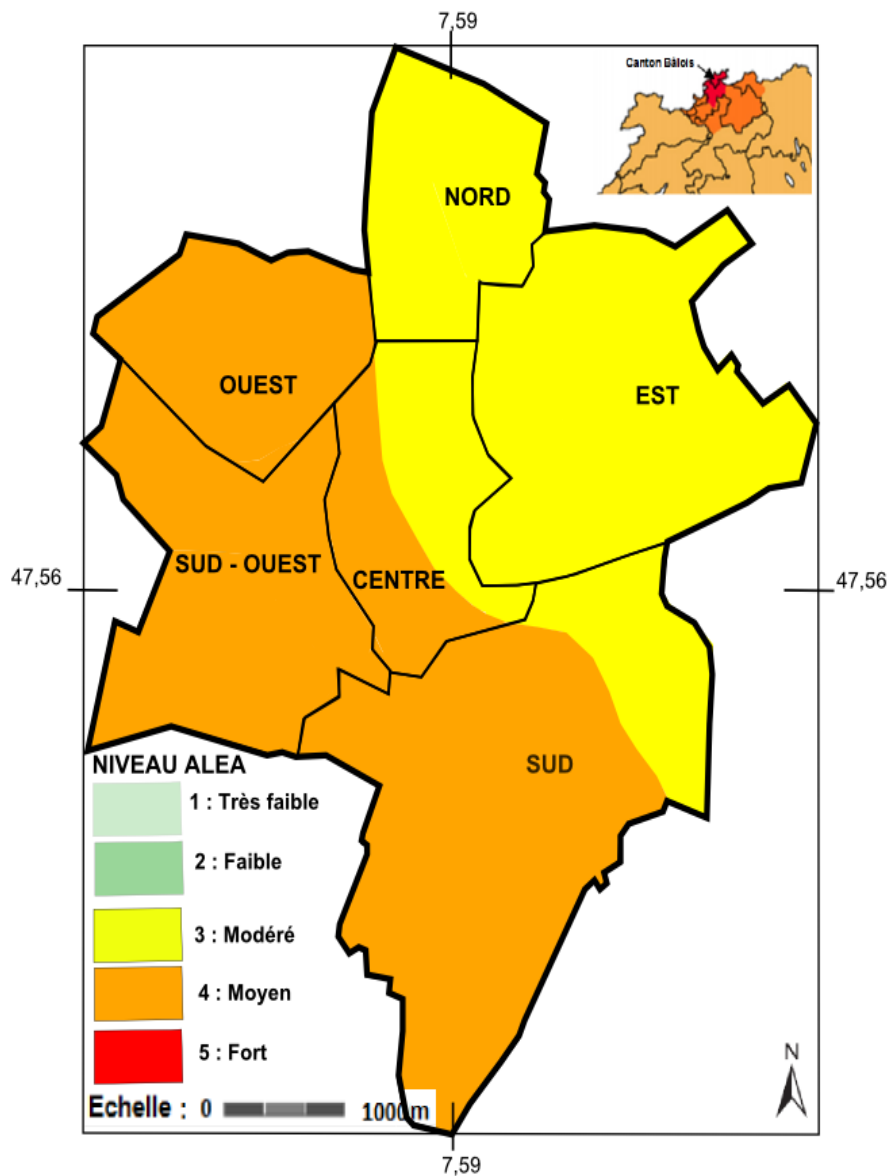 7,59
Canton Bâlois
NORD
OUEST
EST
47,56
SUD - OUEST
CENTRE
47,56
SUD
NIVEAU ALEA
1 : Très faible
2 : Faible
3 : Modéré
4 : Moyen
5 : Fort
N
Echelle : 0 1000m
7,59